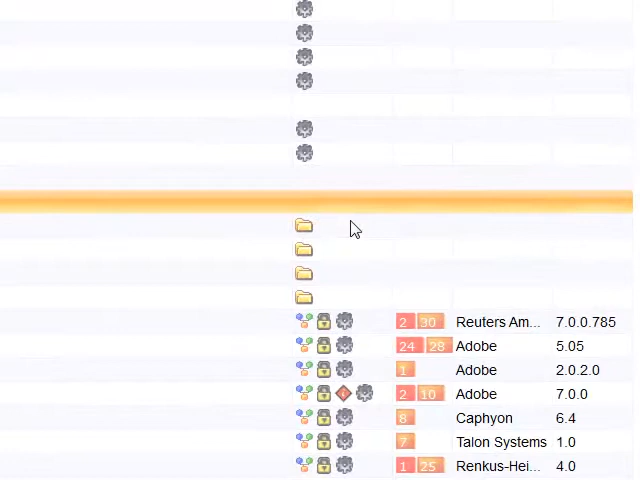 2 30 Reuters Am... 7.0.0.785
24 28 Adobe 5.05
1 Adobe 2.0.2.0
2 10 Adobe 7.0.0
8 Caphyon 6.4
7 Talon Systems 1.0
1 25 Renkus-Hei... 4.0